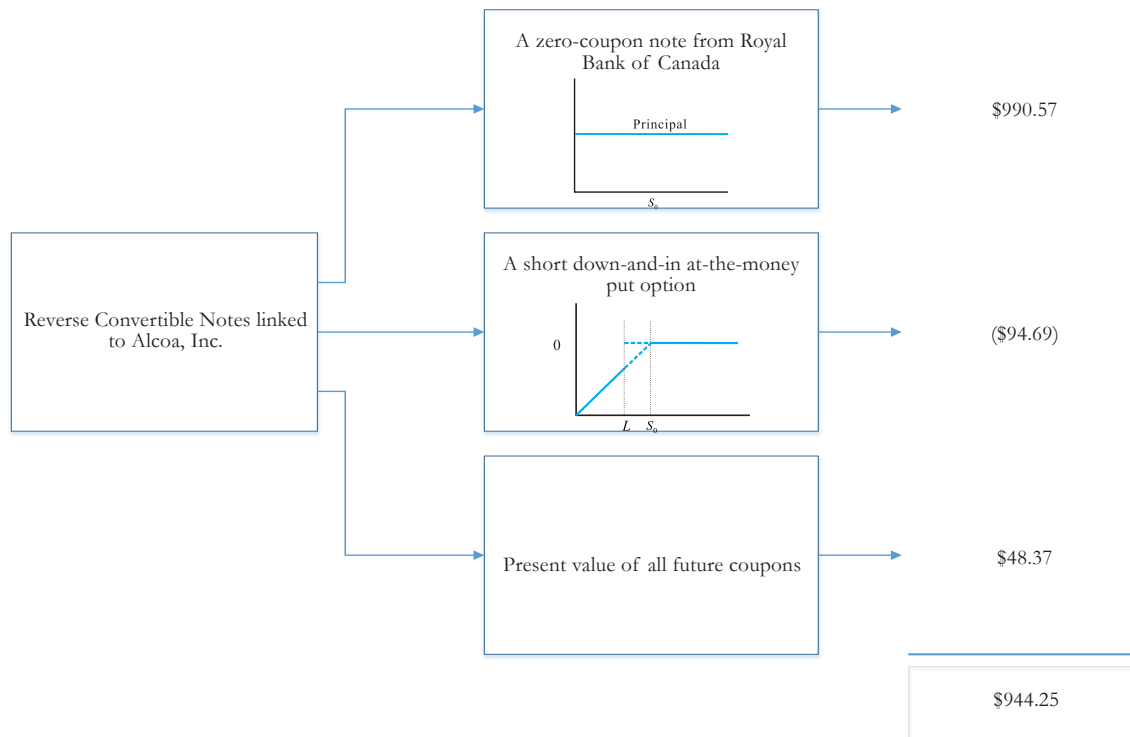 A zero-coupon note from Royal
Bank of Canada
Principal
S₀
$990.57
Reverse Convertible Notes linked
to Alcoa, Inc.
A short down-and-in at-the-money
put option
0
L S₀
($94.69)
Present value of all future coupons
$48.37
$944.25